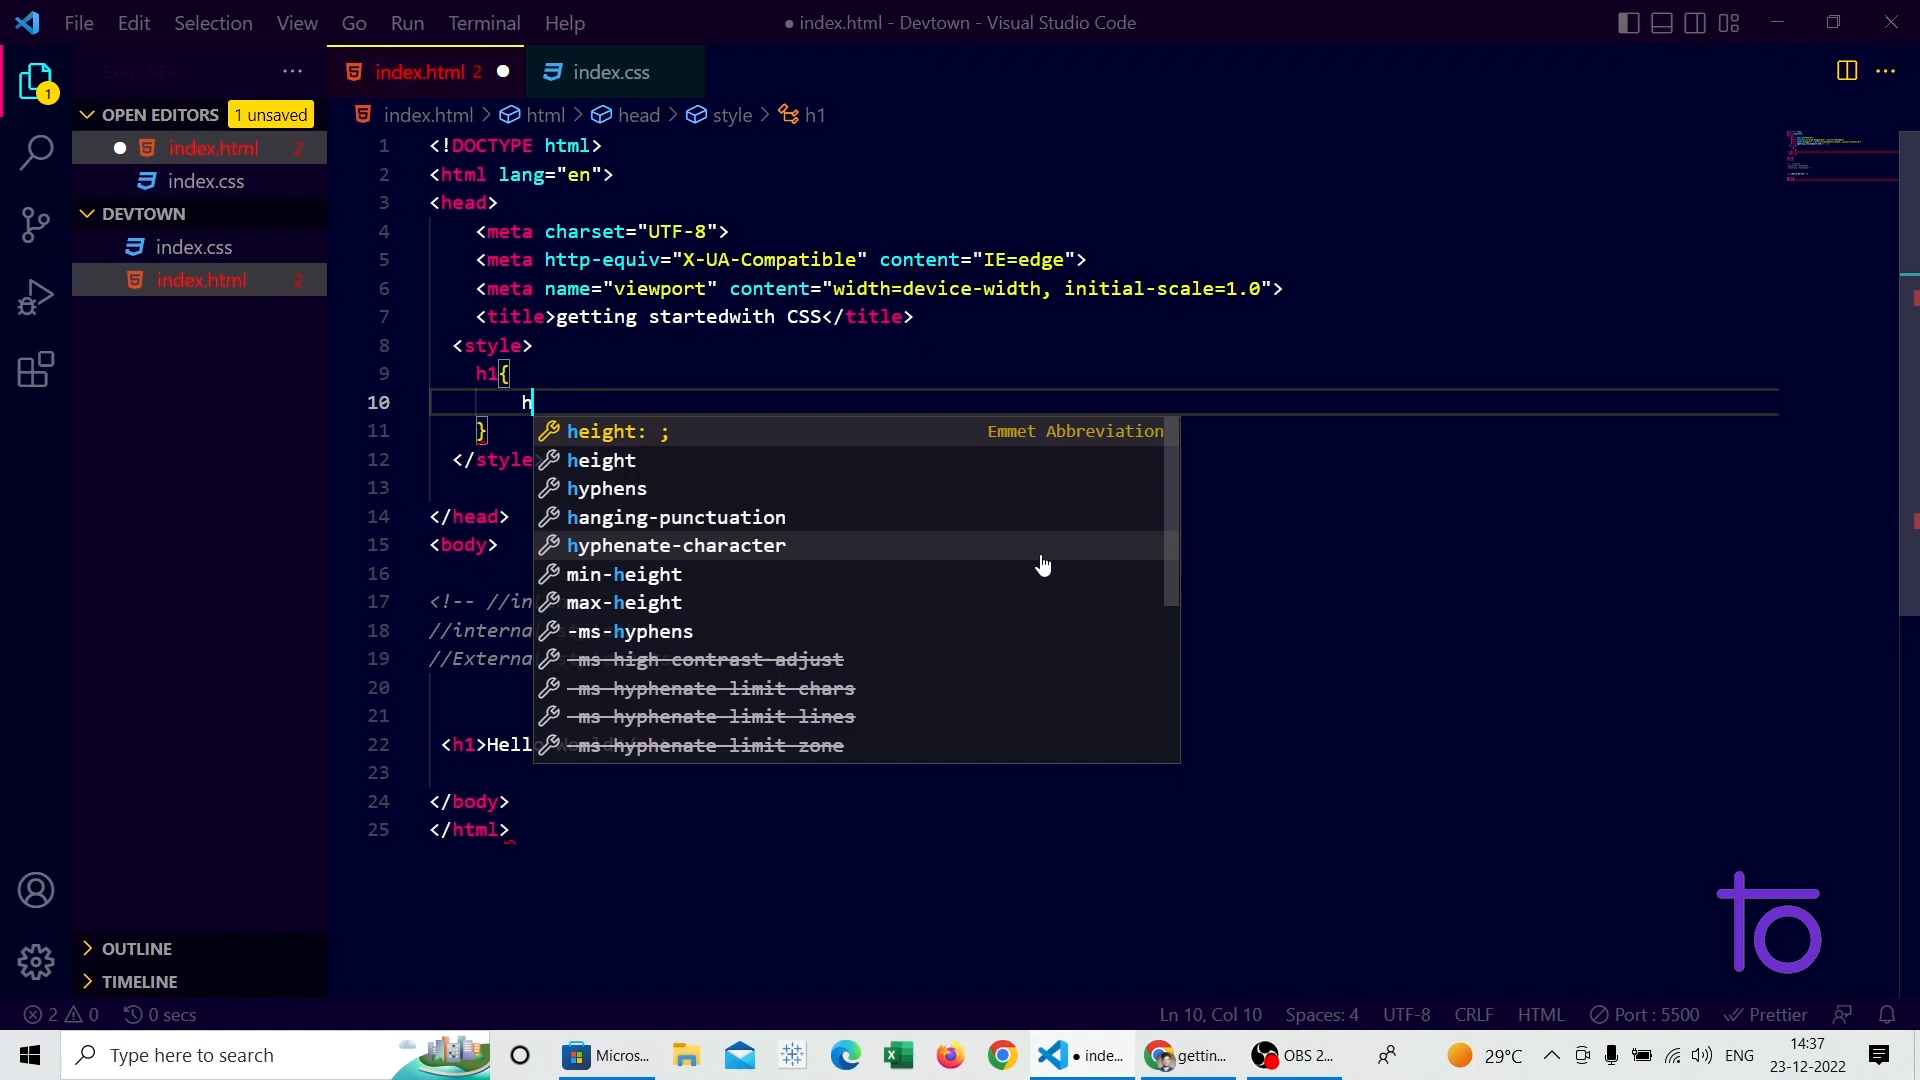 File Edit Selection View Go Run Terminal Help
● index.html - Devtown - Visual Studio Code
EXPLORER
1
OPEN EDITORS 1 unsaved
index.html 2
index.css
DEVTOWN
index.css
index.html 2
OUTLINE
TIMELINE
index.html 2
index.css
index.html > html > head > style > h1
1 <!DOCTYPE html>
2 <html lang="en">
3 <head>
4 <meta charset="UTF-8">
5 <meta http-equiv="X-UA-Compatible" content="IE=edge">
6 <meta name="viewport" content="width=device-width, initial-scale=1.0">
7 <title>getting startedwith CSS</title>
8 <style>
9 h1{
10 h
11 }
12 </style
13
14 </head>
15 <body>
16
17 <!-- //in
18 //interna
19 //Externa
20
21
22 <h1>Hell
23
24 </body>
25 </html>
height: ; Emmet Abbreviation
height
hyphens
hanging-punctuation
hyphenate-character
min-height
max-height
-ms-hyphens
-ms-high-contrast-adjust
-ms-hyphenate-limit-chars
-ms-hyphenate-limit-lines
-ms-hyphenate-limit-zone
2 0 0 secs
Ln 10, Col 10 Spaces: 4 UTF-8 CRLF HTML Port : 5500 Prettier
Type here to search
Micros...
● inde...
gettin...
OBS 2...
29°C
ENG
14:37
23-12-2022